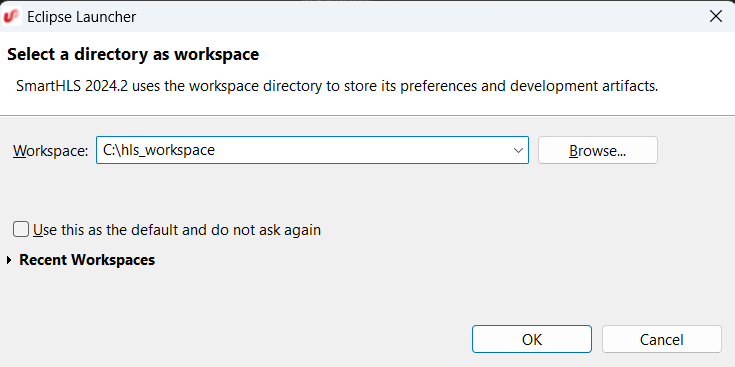 Eclipse Launcher
Select a directory as workspace
SmartHLS 2024.2 uses the workspace directory to store its preferences and development artifacts.
Workspace: C:\hls_workspace Browse...
Use this as the default and do not ask again
Recent Workspaces
OK Cancel